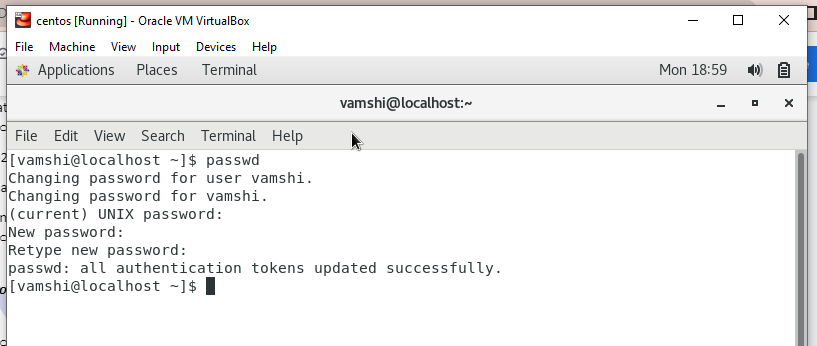 centos [Running] - Oracle VM VirtualBox
File Machine View Input Devices Help
Applications Places Terminal Mon 18:59
vamshi@localhost:~
File Edit View Search Terminal Help
[vamshi@localhost ~]$ passwd
Changing password for user vamshi.
Changing password for vamshi.
(current) UNIX password:
New password:
Retype new password:
passwd: all authentication tokens updated successfully.
[vamshi@localhost ~]$